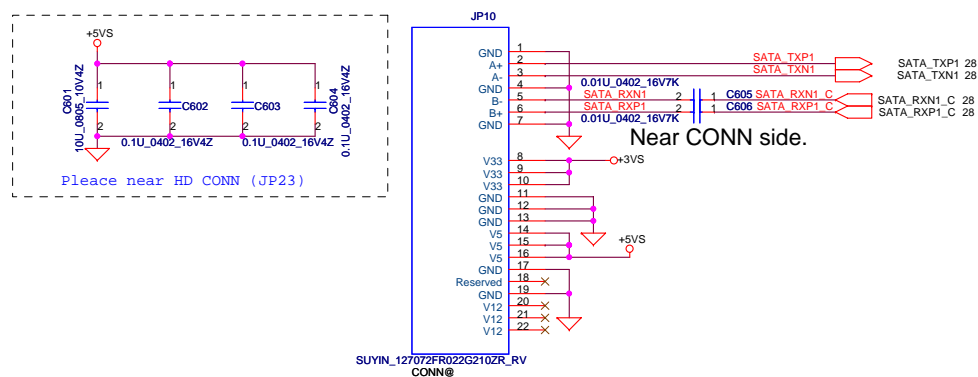 +5VS
C601
10U_0805_10V4Z
1
2
1
C602
2
0.1U_0402_16V4Z
1
C603
2
0.1U_0402_16V4Z
1
2
C604
0.1U_0402_16V4Z
Pleace near HD CONN (JP23)
JP10
GND 1
A+ 2 SATA_TXP1 SATA_TXP1 28
A- 3 SATA_TXN1 SATA_TXN1 28
GND 4 0.01U_0402_16V7K
B- 5 SATA_RXN1 2 1 C605 SATA_RXN1_C SATA_RXN1_C 28
B+ 6 SATA_RXP1 2 1 C606 SATA_RXP1_C SATA_RXP1_C 28
GND 7 0.01U_0402_16V7K
Near CONN side.
V33 8 +3VS
V33 9
V33 10
GND 11
GND 12
GND 13
V5 14
V5 15 +5VS
V5 16
GND 17
Reserved 18
GND 19
V12 20
V12 21
V12 22
SUYIN_127072FR022G210ZR_RV
CONN@